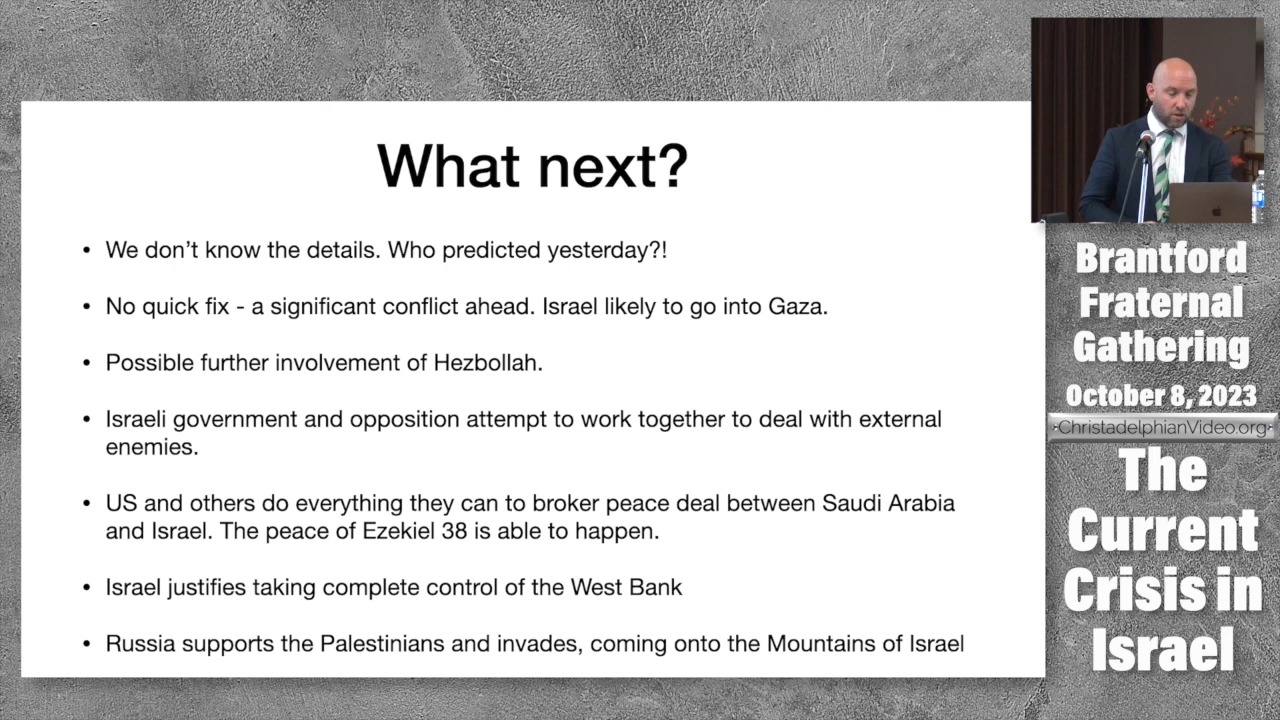 What next?
• We don’t know the details. Who predicted yesterday?!
• No quick fix - a significant conflict ahead. Israel likely to go into Gaza.
• Possible further involvement of Hezbollah.
• Israeli government and opposition attempt to work together to deal with external
enemies.
• US and others do everything they can to broker peace deal between Saudi Arabia
and Israel. The peace of Ezekiel 38 is able to happen.
• Israel justifies taking complete control of the West Bank
• Russia supports the Palestinians and invades, coming onto the Mountains of Israel
Brantford
Fraternal
Gathering
October 8, 2023
ChristadelphianVideo.org
The
Current
Crisis in
Israel